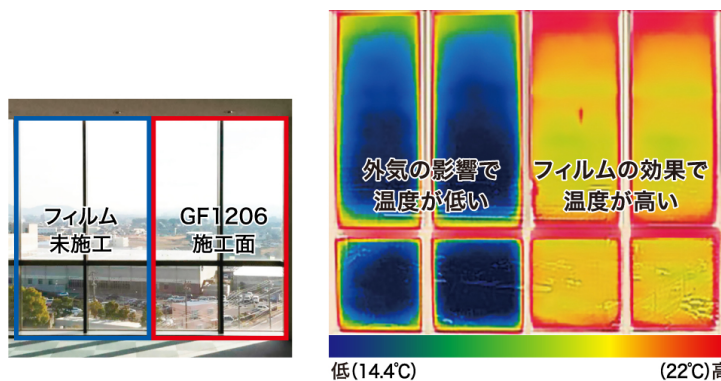 フィルム
未施工
GF1206
施工面
外気の影響で
温度が低い
フィルムの効果で
温度が高い
低(14.4℃)
(22℃)高